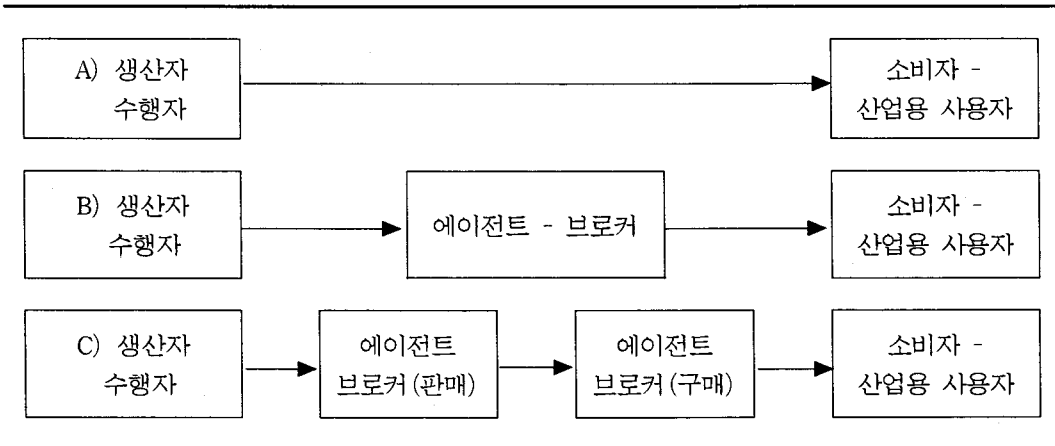 A) 생산자
수행자
소비자 -
산업용 사용자
B) 생산자
수행자
에이전트 - 브로커
소비자 -
산업용 사용자
C) 생산자
수행자
에이전트
브로커(판매)
에이전트
브로커(구매)
소비자 -
산업용 사용자